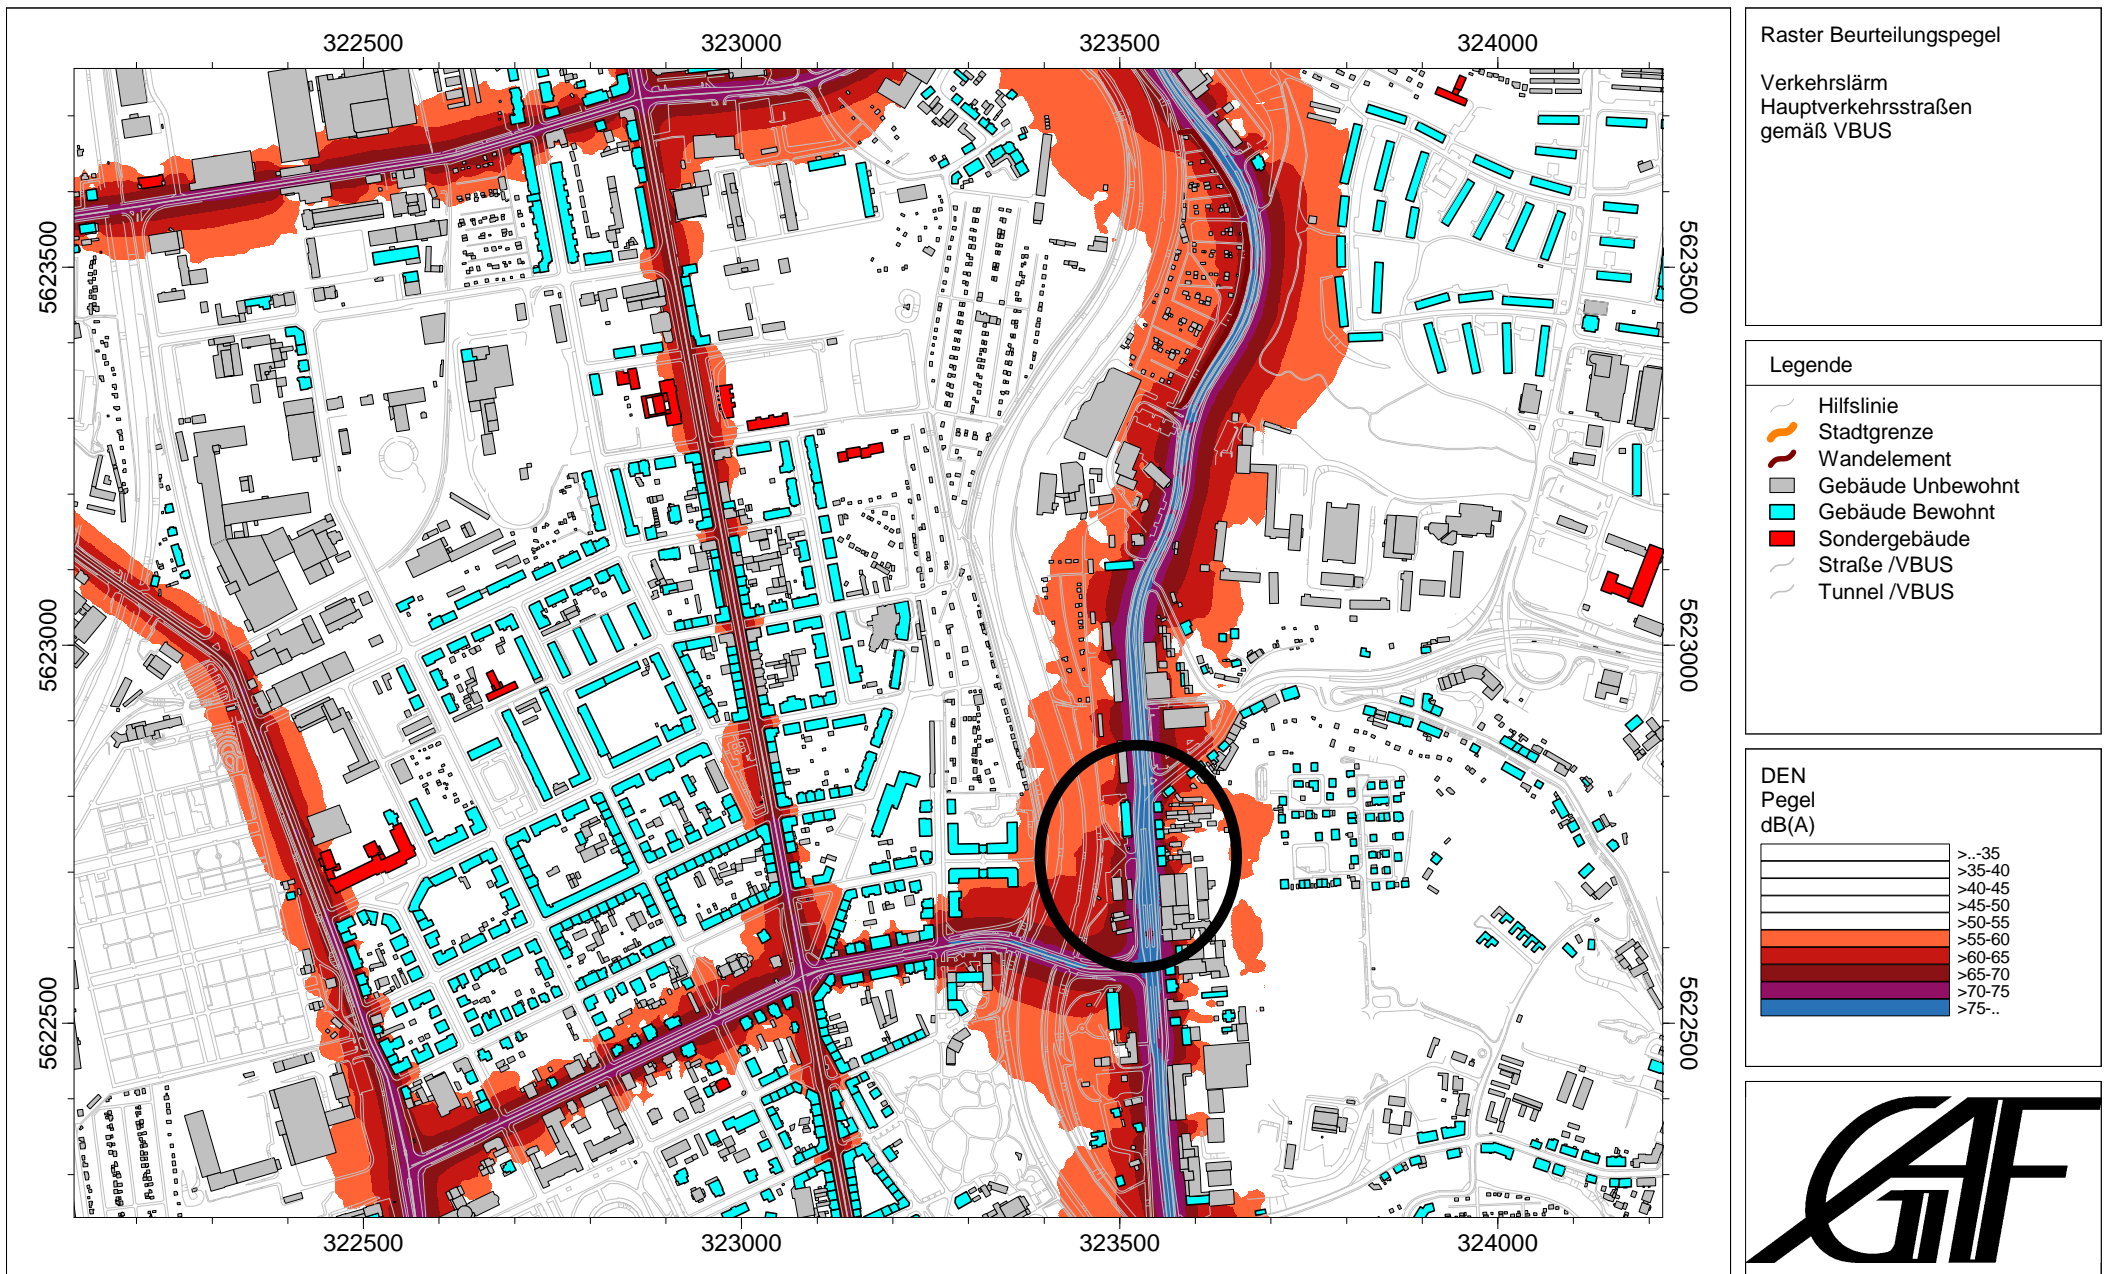 322500 323000 323500 324000
5623500
5623000
5622500
5623500
5623000
5622500
322500 323000 323500 324000
Raster Beurteilungspegel
Verkehrslärm
Hauptverkehrsstraßen
gemäß VBUS
Legende
Hilfslinie
Stadtgrenze
Wandelement
Gebäude Unbewohnt
Gebäude Bewohnt
Sondergebäude
Straße /VBUS
Tunnel /VBUS
DEN
Pegel
dB(A)
>..-35
>35-40
>40-45
>45-50
>50-55
>55-60
>60-65
>65-70
>70-75
>75-..
GAF